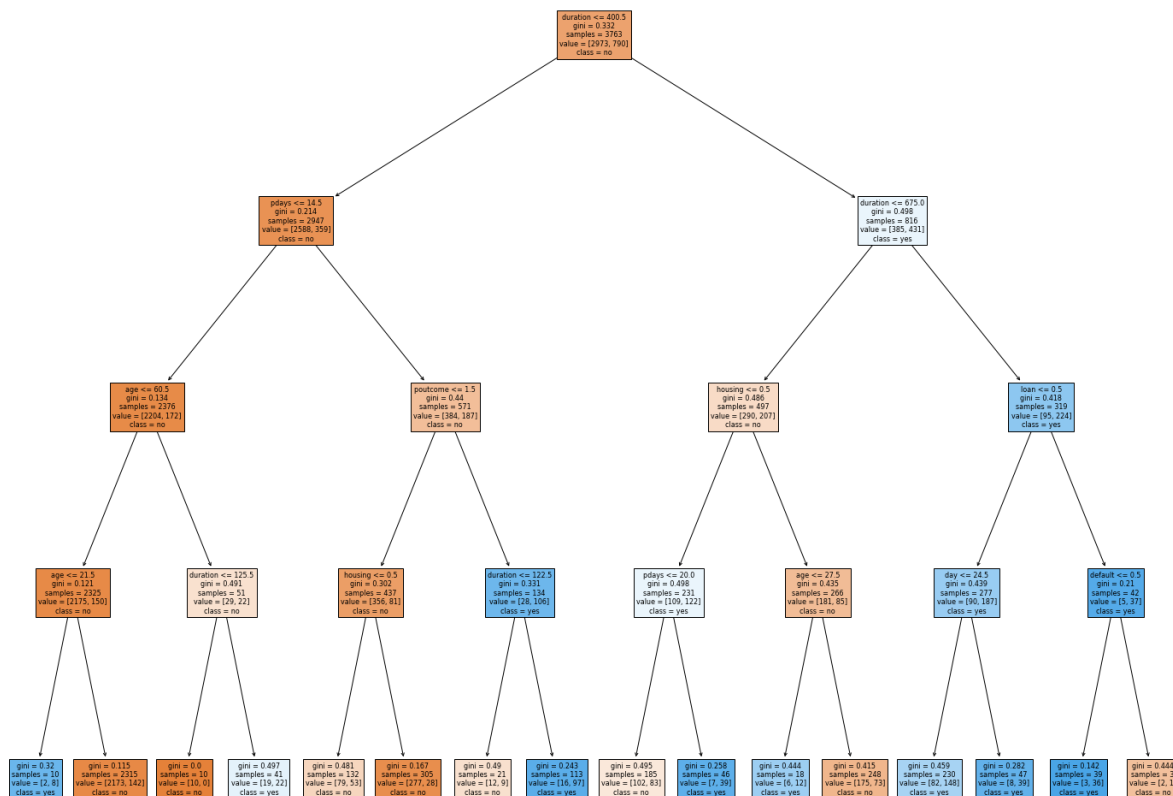 duration <= 400.5
gini = 0.332
samples = 3763
value = [2973, 790]
class = no
pdays <= 14.5
gini = 0.214
samples = 2947
value = [2588, 359]
class = no
duration <= 675.0
gini = 0.498
samples = 816
value = [385, 431]
class = yes
age <= 60.5
gini = 0.134
samples = 2376
value = [2204, 172]
class = no
poutcome <= 1.5
gini = 0.44
samples = 571
value = [384, 187]
class = no
housing <= 0.5
gini = 0.486
samples = 497
value = [290, 207]
class = no
loan <= 0.5
gini = 0.418
samples = 319
value = [95, 224]
class = yes
age <= 21.5
gini = 0.121
samples = 2325
value = [2175, 150]
class = no
duration <= 125.5
gini = 0.491
samples = 51
value = [29, 22]
class = no
housing <= 0.5
gini = 0.302
samples = 437
value = [356, 81]
class = no
duration <= 122.5
gini = 0.331
samples = 134
value = [28, 106]
class = yes
pdays <= 20.0
gini = 0.498
samples = 231
value = [109, 122]
class = yes
age <= 27.5
gini = 0.435
samples = 266
value = [181, 85]
class = no
day <= 24.5
gini = 0.439
samples = 277
value = [90, 187]
class = yes
default <= 0.5
gini = 0.21
samples = 42
value = [5, 37]
class = yes
gini = 0.32
samples = 10
value = [2, 8]
class = yes
gini = 0.115
samples = 2315
value = [2173, 142]
class = no
gini = 0.0
samples = 10
value = [10, 0]
class = no
gini = 0.497
samples = 41
value = [19, 22]
class = yes
gini = 0.481
samples = 132
value = [79, 53]
class = no
gini = 0.167
samples = 305
value = [277, 28]
class = no
gini = 0.49
samples = 21
value = [12, 9]
class = no
gini = 0.243
samples = 113
value = [16, 97]
class = yes
gini = 0.495
samples = 185
value = [102, 83]
class = no
gini = 0.258
samples = 46
value = [7, 39]
class = yes
gini = 0.444
samples = 18
value = [6, 12]
class = yes
gini = 0.415
samples = 248
value = [175, 73]
class = no
gini = 0.459
samples = 230
value = [82, 148]
class = yes
gini = 0.282
samples = 47
value = [8, 39]
class = yes
gini = 0.142
samples = 39
value = [3, 36]
class = yes
gini = 0.444
samples = 3
value = [2, 1
class = no